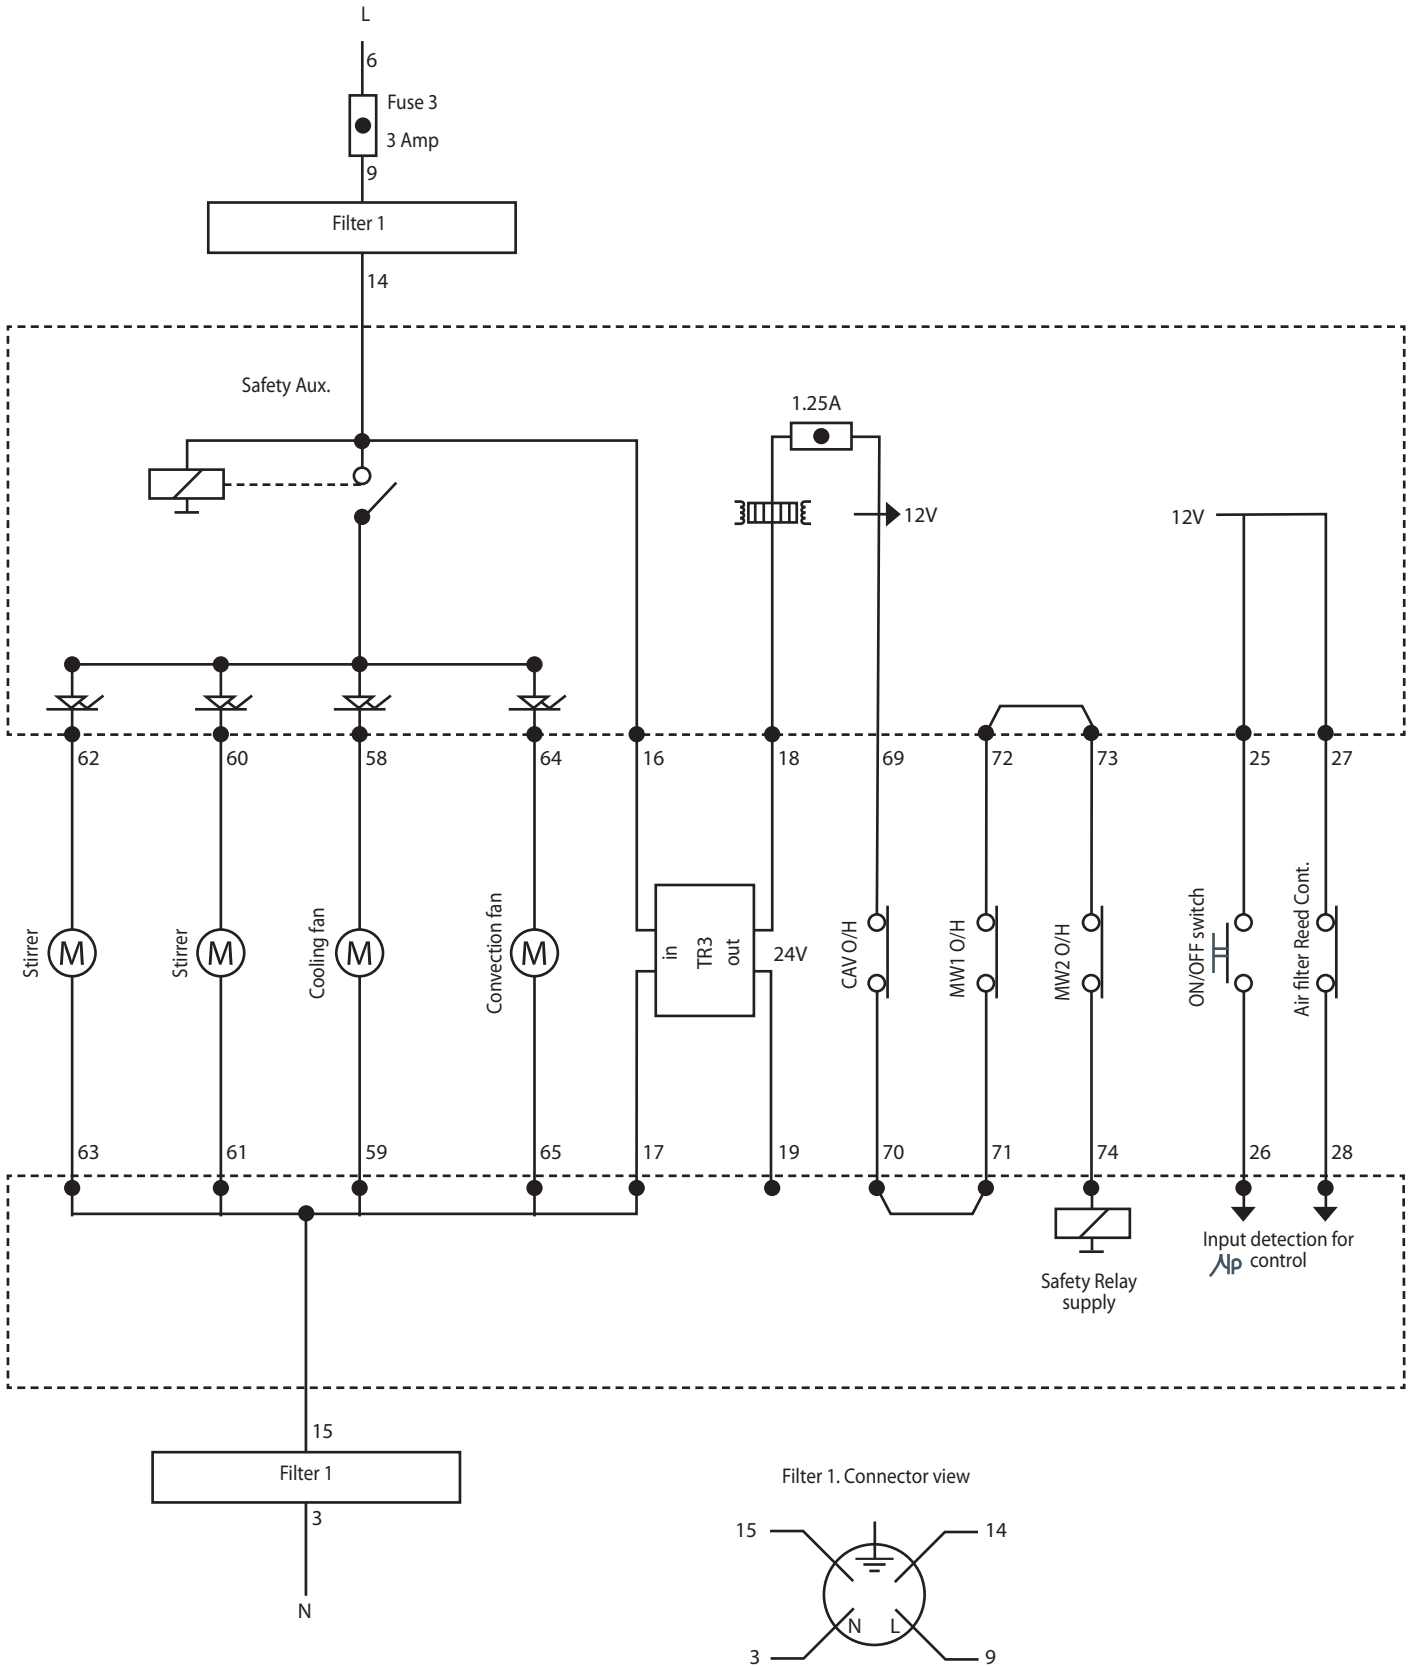 L
6
Fuse 3
3 Amp
9
Filter 1
14
Safety Aux.
1.25A
12V
12V
62
60
58
64
16
18
69
72
73
25
27
Stirrer
M
Stirrer
M
Cooling fan
M
Convection fan
M
in
TR3
out
24V
CAV O/H
MW1 O/H
MW2 O/H
ON/OFF switch
Air filter Reed Cont.
63
61
59
65
17
19
70
71
74
26
28
Input detection for
μp control
Safety Relay
supply
15
Filter 1
3
N
Filter 1. Connector view
15
14
N
L
3
9